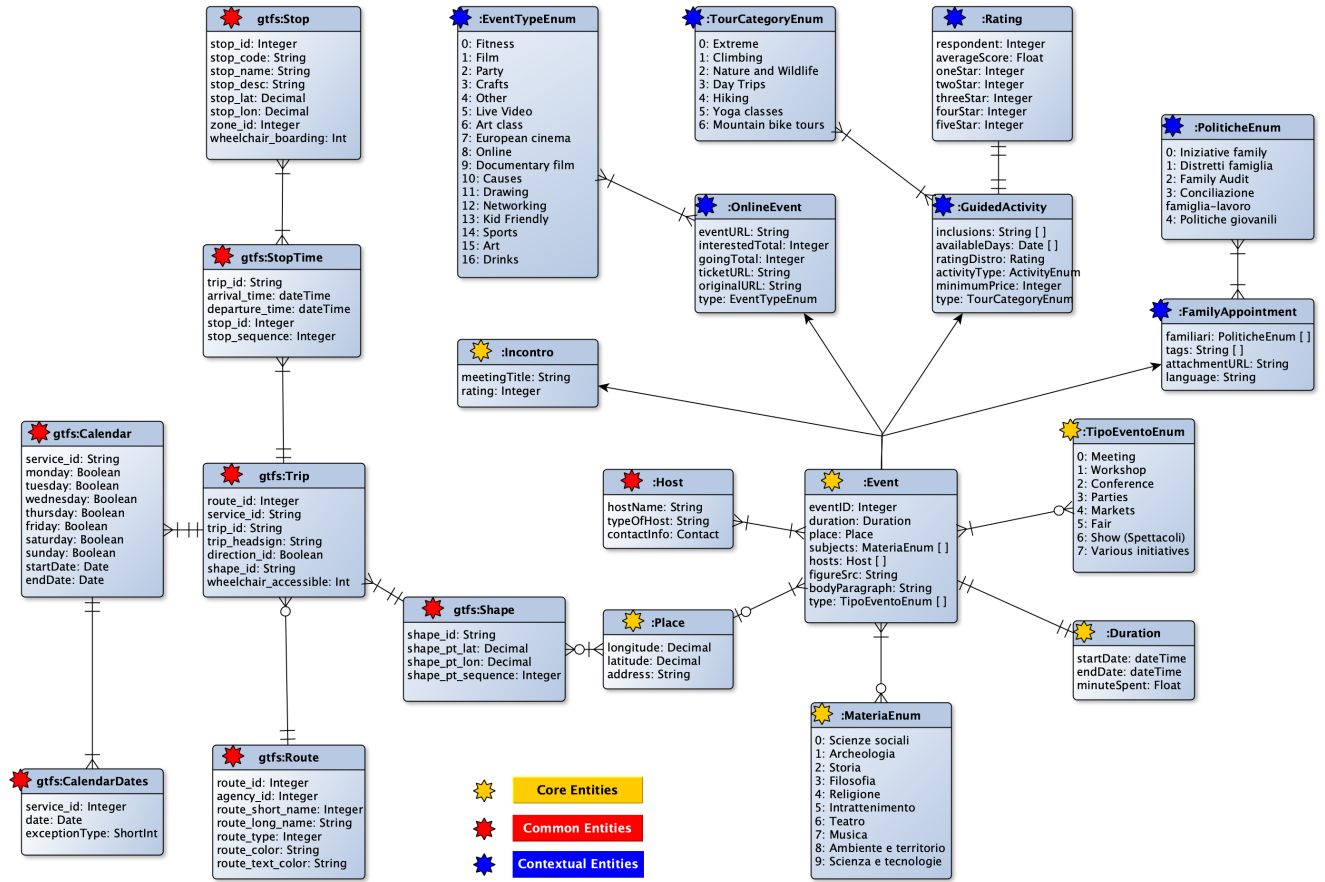 gtfs:Stop
stop_id: Integer
stop_code: String
stop_name: String
stop_desc: String
stop_lat: Decimal
stop_lon: Decimal
zone_id: Integer
wheelchair_boarding: Int
:EventTypeEnum
0: Fitness
1: Film
2: Party
3: Crafts
4: Other
5: Live Video
6: Art class
7: European cinema
8: Online
9: Documentary film
10: Causes
11: Drawing
12: Networking
13: Kid Friendly
14: Sports
15: Art
16: Drinks
:TourCategoryEnum
0: Extreme
1: Climbing
2: Nature and Wildlife
3: Day Trips
4: Hiking
5: Yoga classes
6: Mountain bike tours
:Rating
respondent: Integer
averageScore: Float
oneStar: Integer
twoStar: Integer
threeStar: Integer
fourStar: Integer
fiveStar: Integer
:PoliticheEnum
0: Iniziative family
1: Distretti famiglia
2: Family Audit
3: Conciliazione
famiglia-lavoro
4: Politiche giovanili
:OnlineEvent
eventURL: String
interestedTotal: Integer
goingTotal: Integer
ticketURL: String
originalURL: String
type: EventTypeEnum
:GuidedActivity
inclusions: String [ ]
availableDays: Date [ ]
ratingDistro: Rating
activityType: ActivityEnum
minimumPrice: Integer
type: TourCategoryEnum
gtfs:StopTime
trip_id: String
arrival_time: dateTime
departure_time: dateTime
stop_id: Integer
stop_sequence: Integer
:FamilyAppointment
familiari: PoliticheEnum [ ]
tags: String [ ]
attachmentURL: String
language: String
:Incontro
meetingTitle: String
rating: Integer
gtfs:Calendar
service_id: String
monday: Boolean
tuesday: Boolean
wednesday: Boolean
thursday: Boolean
friday: Boolean
saturday: Boolean
sunday: Boolean
startDate: Date
endDate: Date
gtfs:Trip
route_id: Integer
service_id: String
trip_id: String
trip_headsign: String
direction_id: Boolean
shape_id: String
wheelchair_accessible: Int
:Host
hostName: String
typeOfHost: String
contactInfo: Contact
:Event
eventID: Integer
duration: Duration
place: Place
subjects: MateriaEnum [ ]
hosts: Host [ ]
figureSrc: String
bodyParagraph: String
type: TipoEventoEnum [ ]
:TipoEventoEnum
0: Meeting
1: Workshop
2: Conference
3: Parties
4: Markets
5: Fair
6: Show (Spettacoli)
7: Various initiatives
gtfs:Shape
shape_id: String
shape_pt_lat: Decimal
shape_pt_lon: Decimal
shape_pt_sequence: Integer
:Place
longitude: Decimal
latitude: Decimal
address: String
:Duration
startDate: dateTime
endDate: dateTime
minuteSpent: Float
:MateriaEnum
0: Scienze sociali
1: Archeologia
2: Storia
3: Filosofia
4: Religione
5: Intrattenimento
6: Teatro
7: Musica
8: Ambiente e territorio
9: Scienza e tecnologie
gtfs:CalendarDates
service_id: Integer
date: Date
exceptionType: ShortInt
gtfs:Route
route_id: Integer
agency_id: Integer
route_short_name: Integer
route_long_name: String
route_type: Integer
route_color: String
route_text_color: String
Core Entities
Common Entities
Contextual Entities